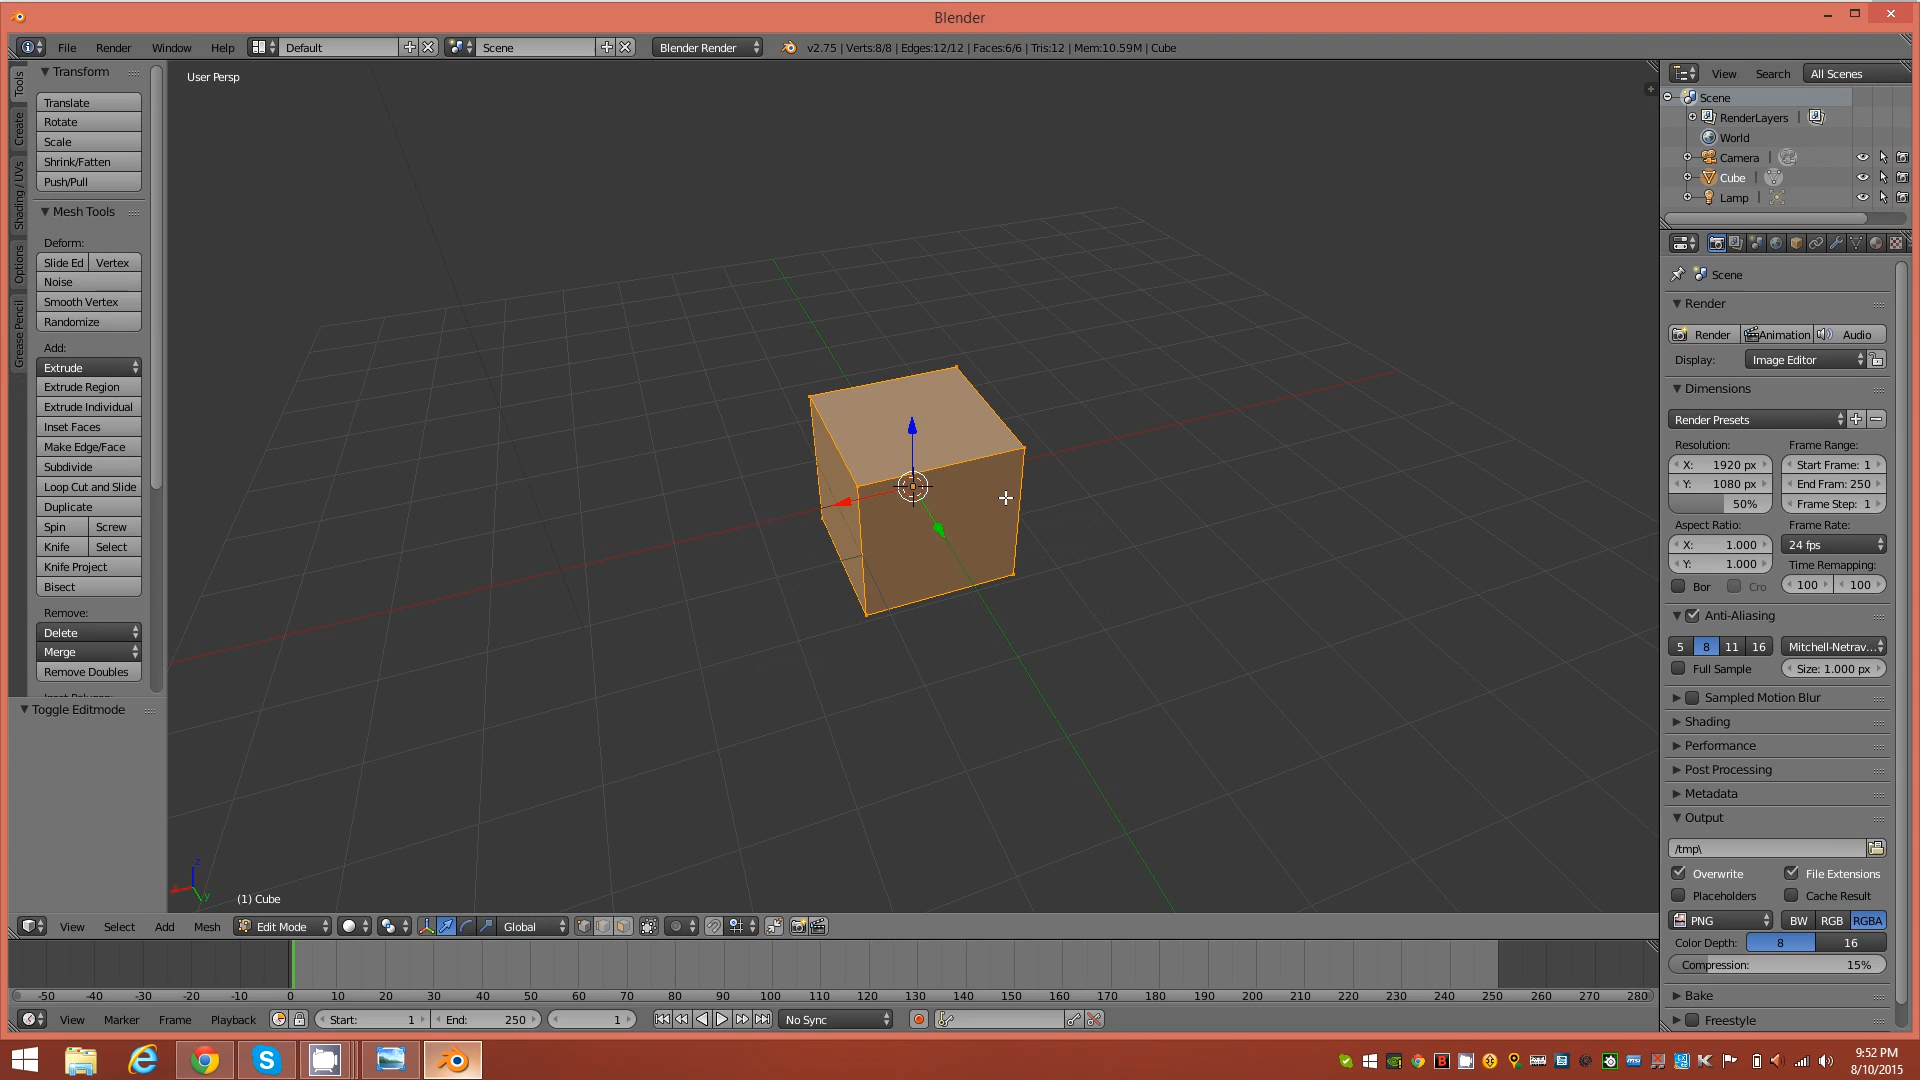 Blender
File Render Window Help Default Scene Blender Render v2.75 | Verts:8/8 | Edges:12/12 | Faces:6/6 | Tris:12 | Mem:10.59M | Cube
Tools
Create
Shading / UVs
Options
Grease Pencil
Transform
Translate
Rotate
Scale
Shrink/Fatten
Push/Pull
Mesh Tools
Deform:
Slide Ed Vertex
Noise
Smooth Vertex
Randomize
Add:
Extrude
Extrude Region
Extrude Individual
Inset Faces
Make Edge/Face
Subdivide
Loop Cut and Slide
Duplicate
Spin Screw
Knife Select
Knife Project
Bisect
Remove:
Delete
Merge
Remove Doubles
Toggle Editmode
User Persp
z
x
y
(1) Cube
View Select Add Mesh Edit Mode Global
-50 -40 -30 -20 -10 0 10 20 30 40 50 60 70 80 90 100 110 120 130 140 150 160 170 180 190 200 210 220 230 240 250 260 270 280
View Marker Frame Playback Start: 1 End: 250 1 No Sync
View Search All Scenes
Scene
RenderLayers |
World
Camera |
Cube |
Lamp |
Scene
Render
Render Animation Audio
Display: Image Editor
Dimensions
Render Presets
Resolution: Frame Range:
X: 1920 px Start Frame: 1
Y: 1080 px End Fram: 250
50% Frame Step: 1
Aspect Ratio: Frame Rate:
X: 1.000 24 fps
Y: 1.000 Time Remapping:
Bor Cro 100 100
Anti-Aliasing
5 8 11 16 Mitchell-Netrav...
Full Sample Size: 1.000 px
Sampled Motion Blur
Shading
Performance
Post Processing
Metadata
Output
/tmp\
Overwrite File Extensions
Placeholders Cache Result
PNG BW RGB RGBA
Color Depth: 8 16
Compression: 15%
Bake
Freestyle
9:52 PM
8/10/2015